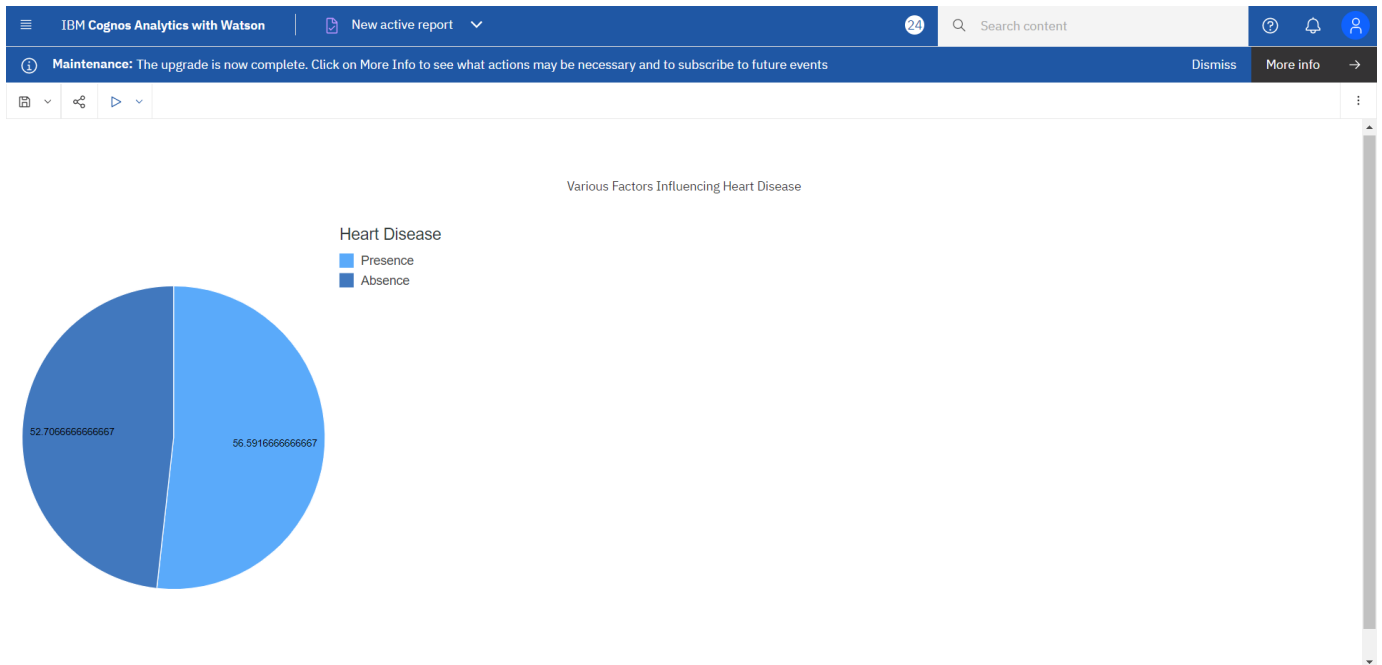 IBM Cognos Analytics with Watson
New active report
24
Search content
Maintenance: The upgrade is now complete. Click on More Info to see what actions may be necessary and to subscribe to future events
Dismiss
More info
Various Factors Influencing Heart Disease
Heart Disease
Presence
Absence
52.7066666666667
56.5916666666667